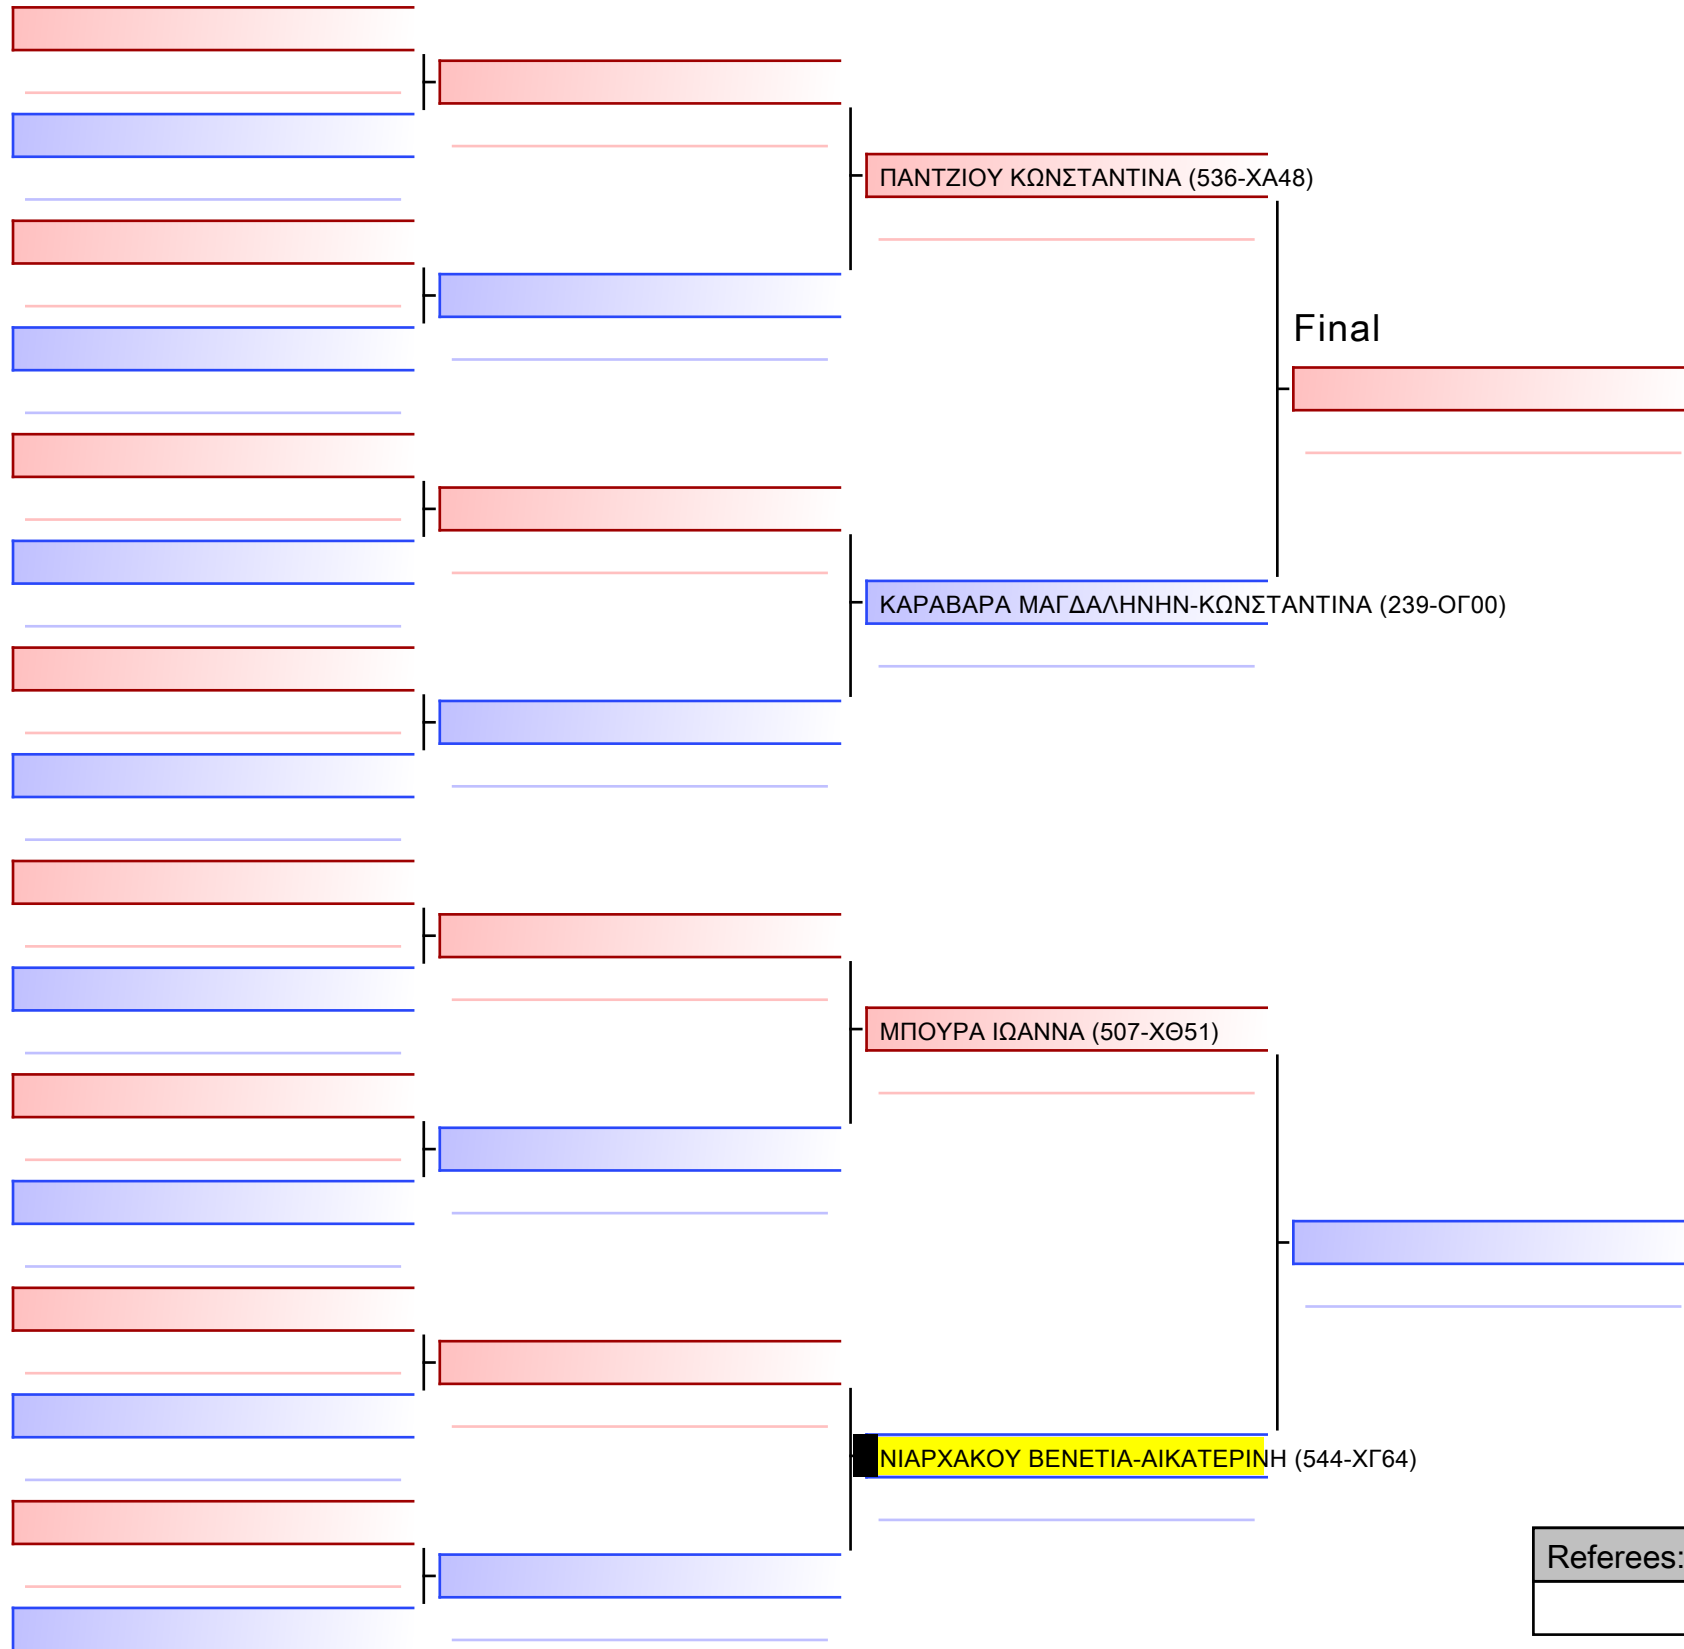 ΠΑΝΤΖΙΟΥ ΚΩΝΣΤΑΝΤΙΝΑ (536-ΧΑ48)
Final
ΚΑΡΑΒΑΡΑ ΜΑΓΔΑΛΗΝΗΝ-ΚΩΝΣΤΑΝΤΙΝΑ (239-ΟΓ00)
ΜΠΟΥΡΑ ΙΩΑΝΝΑ (507-ΧΘ51)
ΝΙΑΡΧΑΚΟΥ ΒΕΝΕΤΙΑ-ΑΙΚΑΤΕΡΙΝΗ (544-ΧΓ64)
Referees: